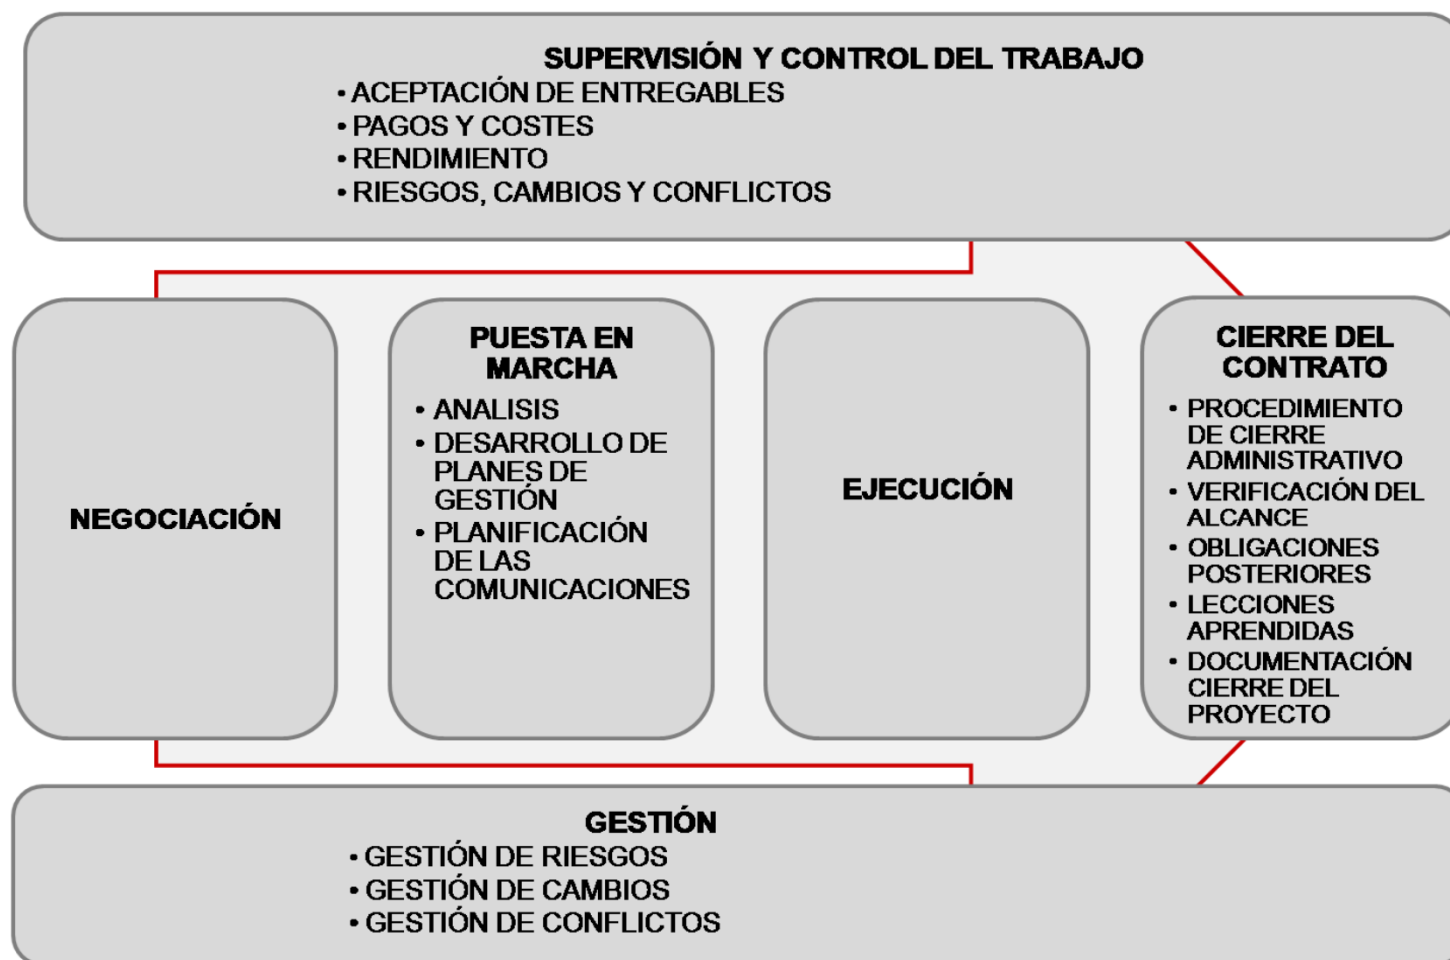 SUPERVISIÓN Y CONTROL DEL TRABAJO
• ACEPTACIÓN DE ENTREGABLES
• PAGOS Y COSTES
• RENDIMIENTO
• RIESGOS, CAMBIOS Y CONFLICTOS
NEGOCIACIÓN
PUESTA EN
MARCHA
• ANALISIS
• DESARROLLO DE
PLANES DE
GESTIÓN
• PLANIFICACIÓN
DE LAS
COMUNICACIONES
EJECUCIÓN
CIERRE DEL
CONTRATO
• PROCEDIMIENTO
DE CIERRE
ADMINISTRATIVO
• VERIFICACIÓN DEL
ALCANCE
• OBLIGACIONES
POSTERIORES
• LECCIONES
APRENDIDAS
• DOCUMENTACIÓN
CIERRE DEL
PROYECTO
GESTIÓN
• GESTIÓN DE RIESGOS
• GESTIÓN DE CAMBIOS
• GESTIÓN DE CONFLICTOS